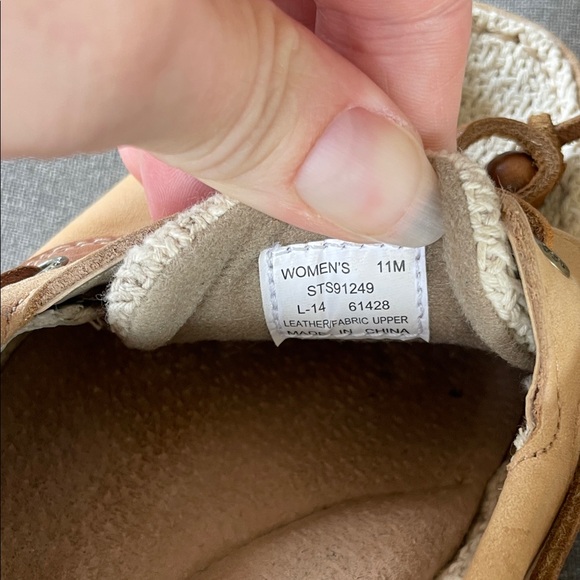 WOMEN'S 11M
STS91249
L-14 61428
LEATHER/FABRIC UPPER
MADE IN CHINA